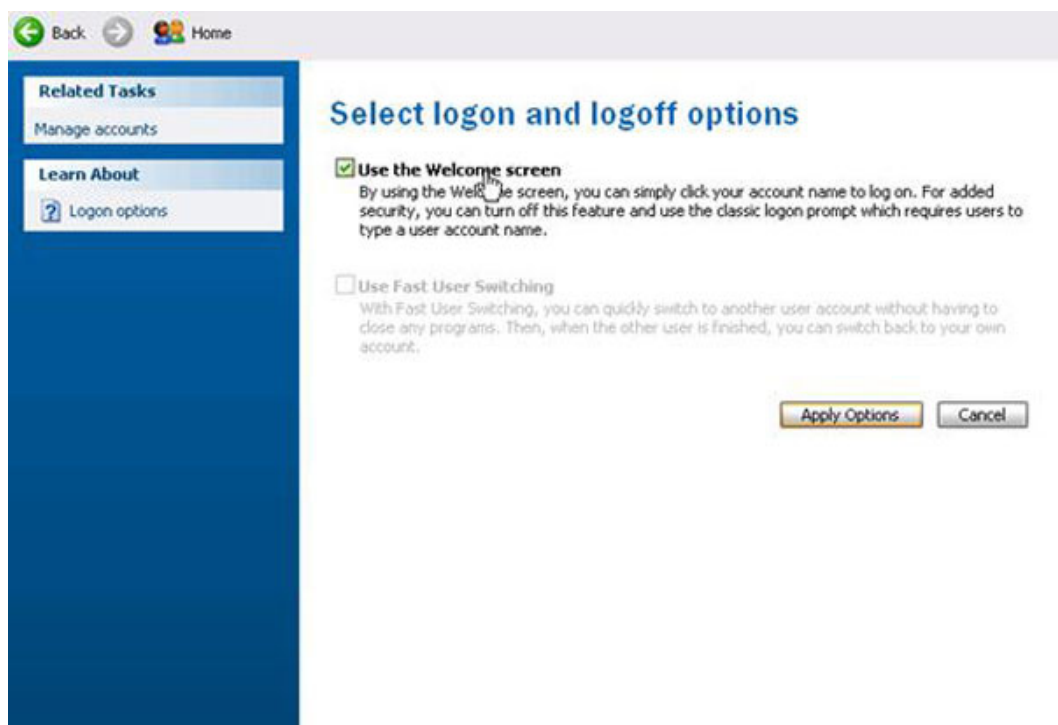 Back
Home
Related Tasks
Manage accounts
Learn About
Logon options
Select logon and logoff options
Use the Welcome screen
By using the Welcome screen, you can simply click your account name to log on. For added
security, you can turn off this feature and use the classic logon prompt which requires users to
type a user account name.
Use Fast User Switching
With Fast User Switching, you can quickly switch to another user account without having to
close any programs. Then, when the other user is finished, you can switch back to your own
account.
Apply Options
Cancel